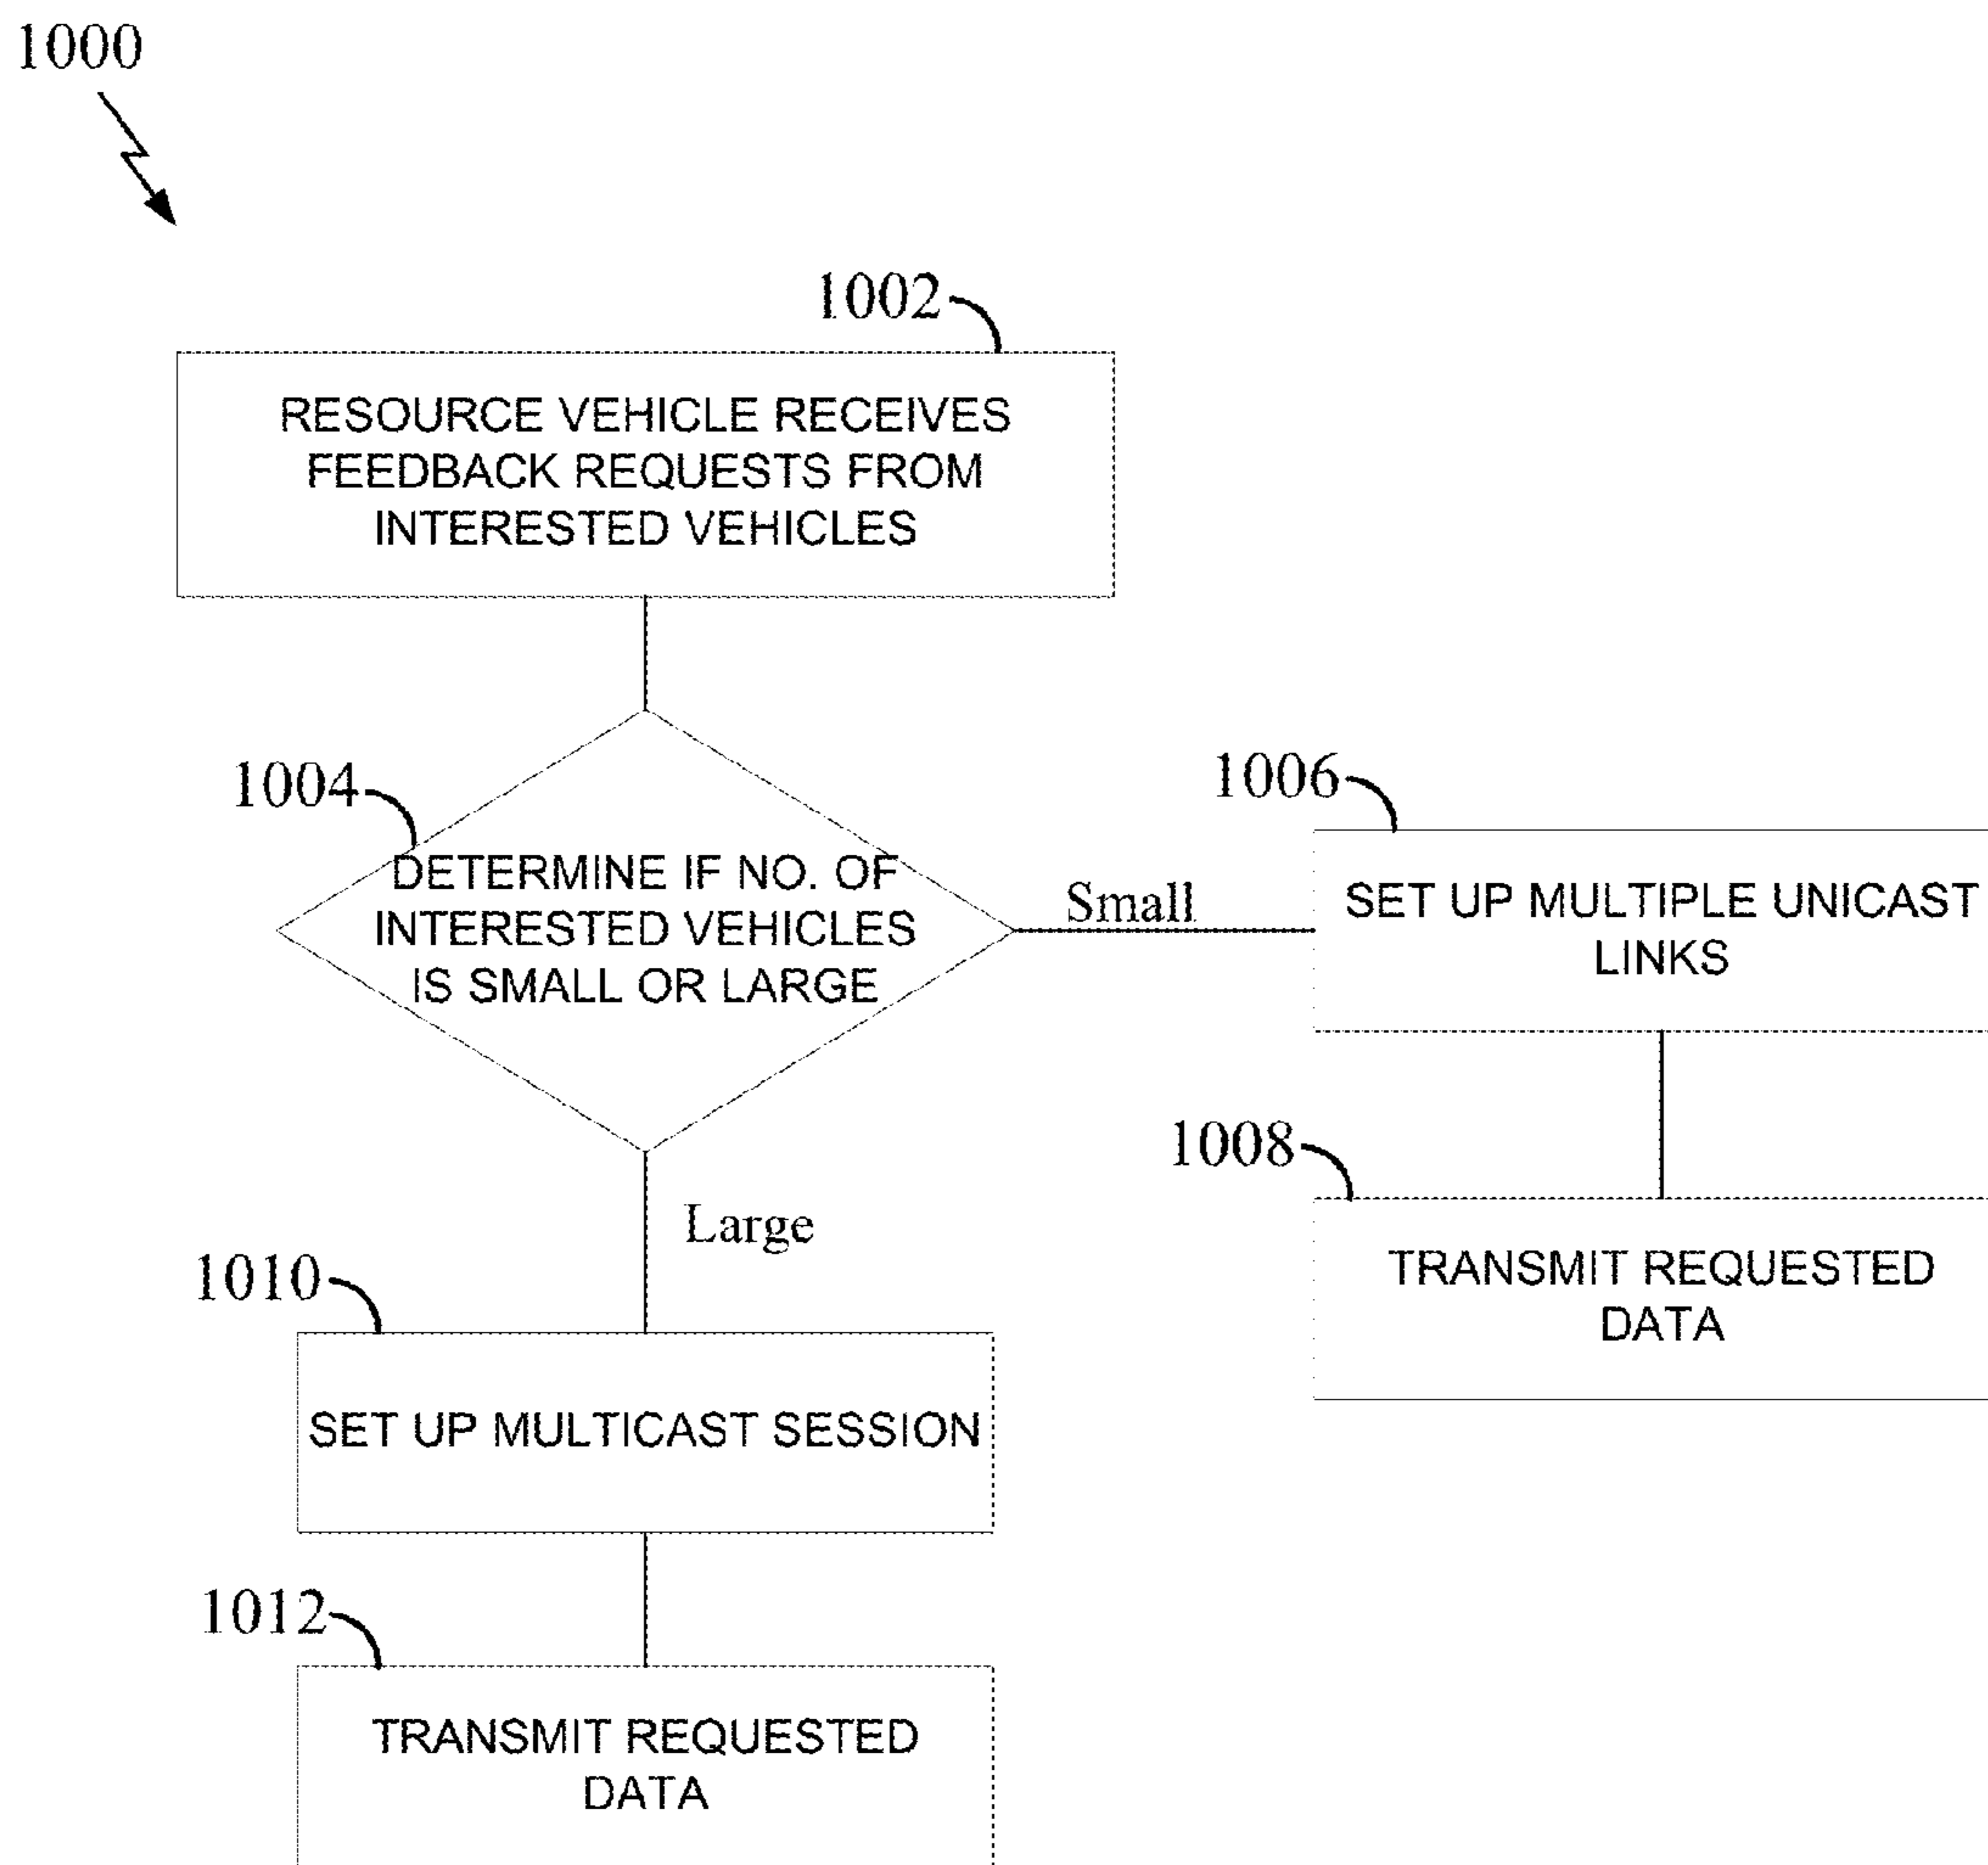 1000
1002
RESOURCE VEHICLE RECEIVES
FEEDBACK REQUESTS FROM
INTERESTED VEHICLES
1004
DETERMINE IF NO. OF
INTERESTED VEHICLES
IS SMALL OR LARGE
Small
1006
SET UP MULTIPLE UNICAST
LINKS
1008
TRANSMIT REQUESTED
DATA
Large
1010
SET UP MULTICAST SESSION
1012
TRANSMIT REQUESTED
DATA